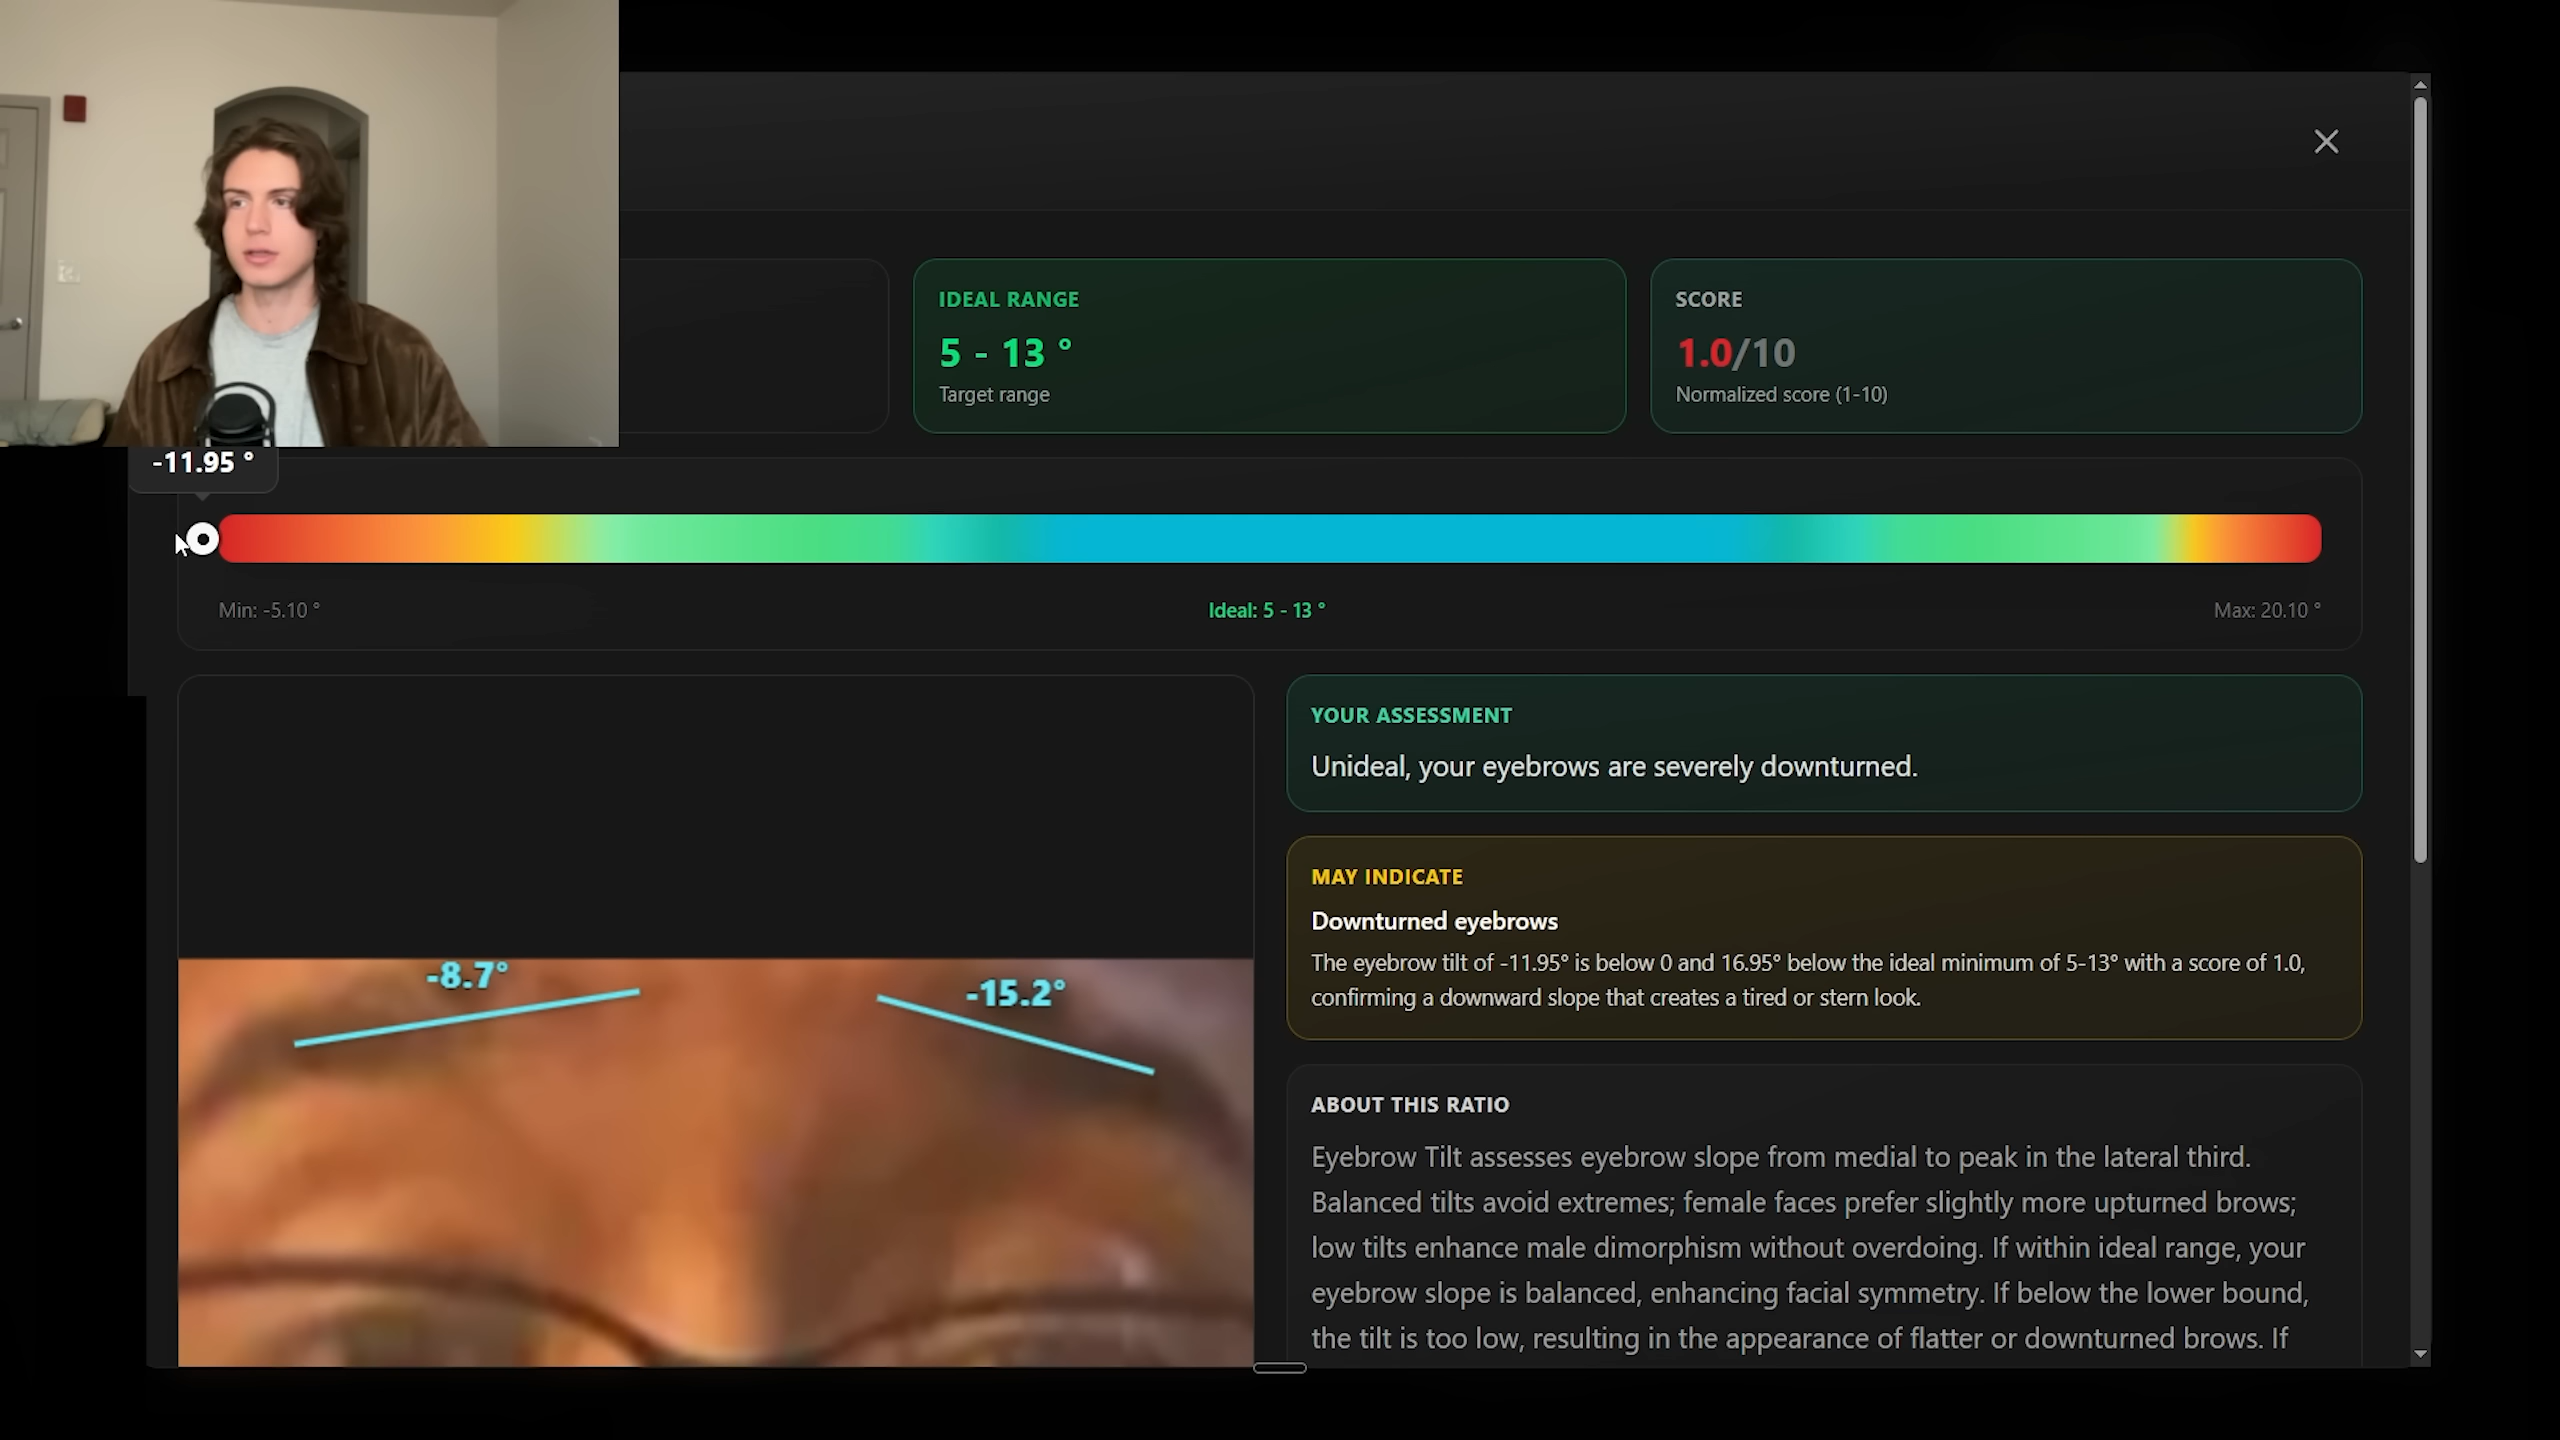 IDEAL RANGE
5 - 13 °
Target range
SCORE
1.0/10
Normalized score (1-10)
-11.95 °
Min: -5.10 °
Ideal: 5 - 13 °
Max: 20.10 °
-8.7°
-15.2°
YOUR ASSESSMENT
Unideal, your eyebrows are severely downturned.
MAY INDICATE
Downturned eyebrows
The eyebrow tilt of -11.95° is below 0 and 16.95° below the ideal minimum of 5-13° with a score of 1.0,
confirming a downward slope that creates a tired or stern look.
ABOUT THIS RATIO
Eyebrow Tilt assesses eyebrow slope from medial to peak in the lateral third.
Balanced tilts avoid extremes; female faces prefer slightly more upturned brows;
low tilts enhance male dimorphism without overdoing. If within ideal range, your
eyebrow slope is balanced, enhancing facial symmetry. If below the lower bound,
the tilt is too low, resulting in the appearance of flatter or downturned brows. If